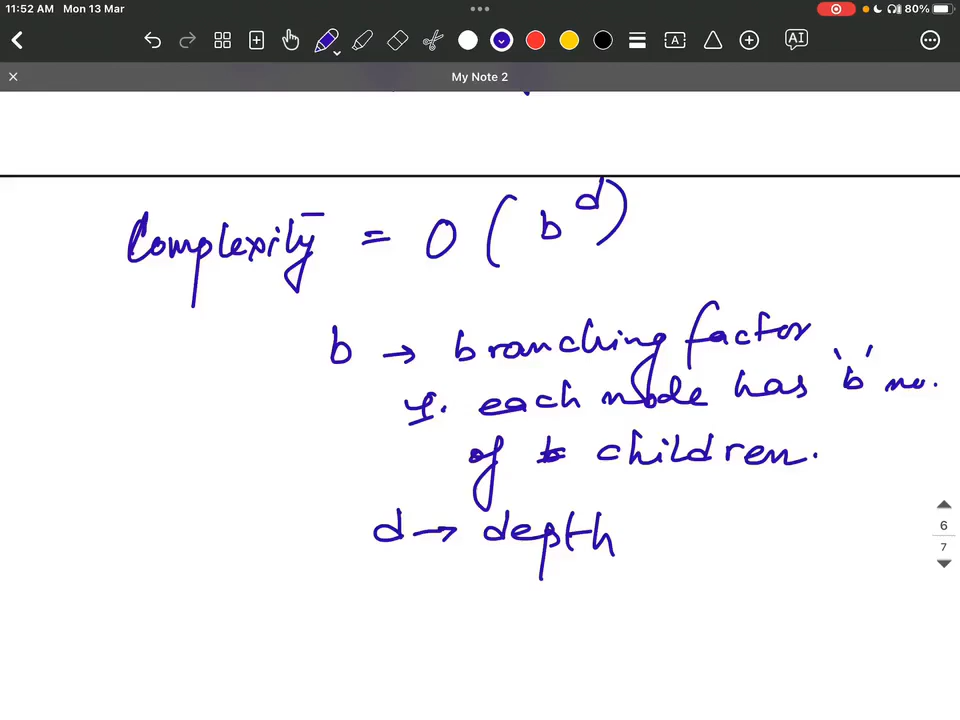 11:52 AM Mon 13 Mar
80%
A
AI
My Note 2
Complexity = O ( b^d )
b → branching factor
each node has 'b' no.
of children.
d → depth
6
7